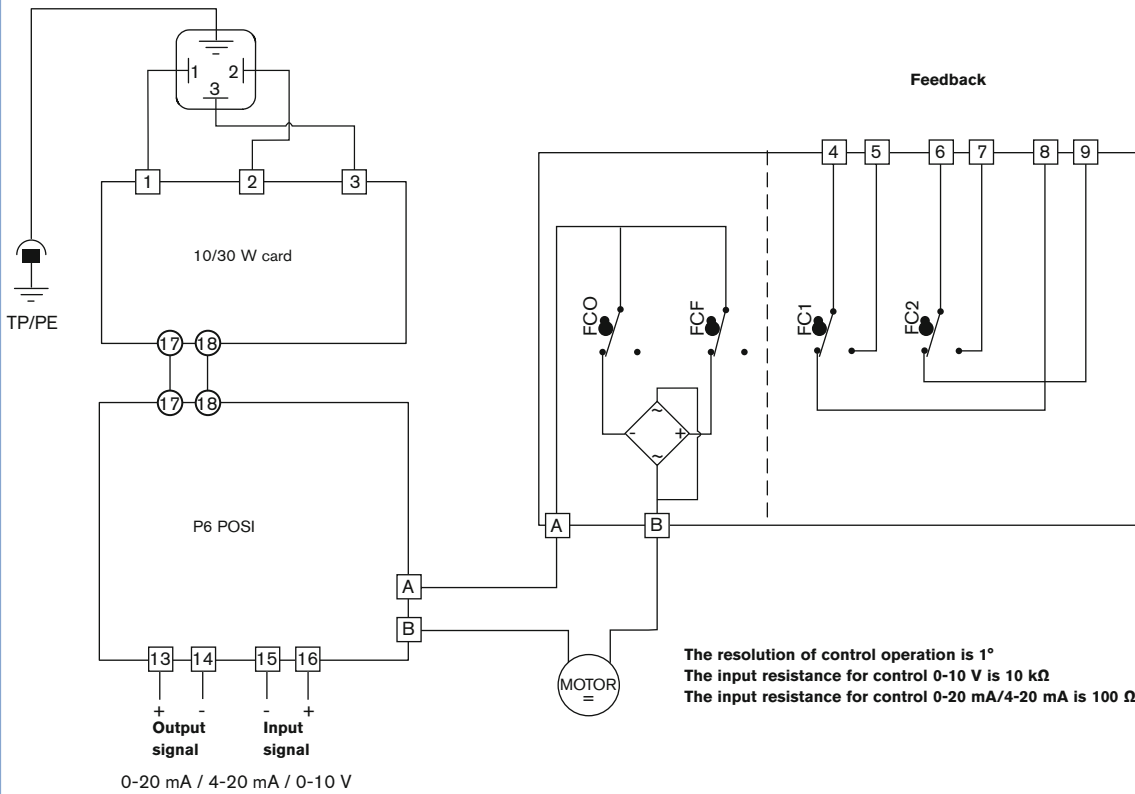 1 2
3
Feedback
1 2 3
4 5 6 7 8 9
10/30 W card
TP/PE
FCO FCF FC1 FC2
17 18
17 18
~
- +
~
P6 POSI
A B
A
B
13 14 15 16
+ - - +
Output signal
Input signal
0-20 mA / 4-20 mA / 0-10 V
MOTOR
=
The resolution of control operation is 1°
The input resistance for control 0-10 V is 10 kΩ
The input resistance for control 0-20 mA/4-20 mA is 100 Ω